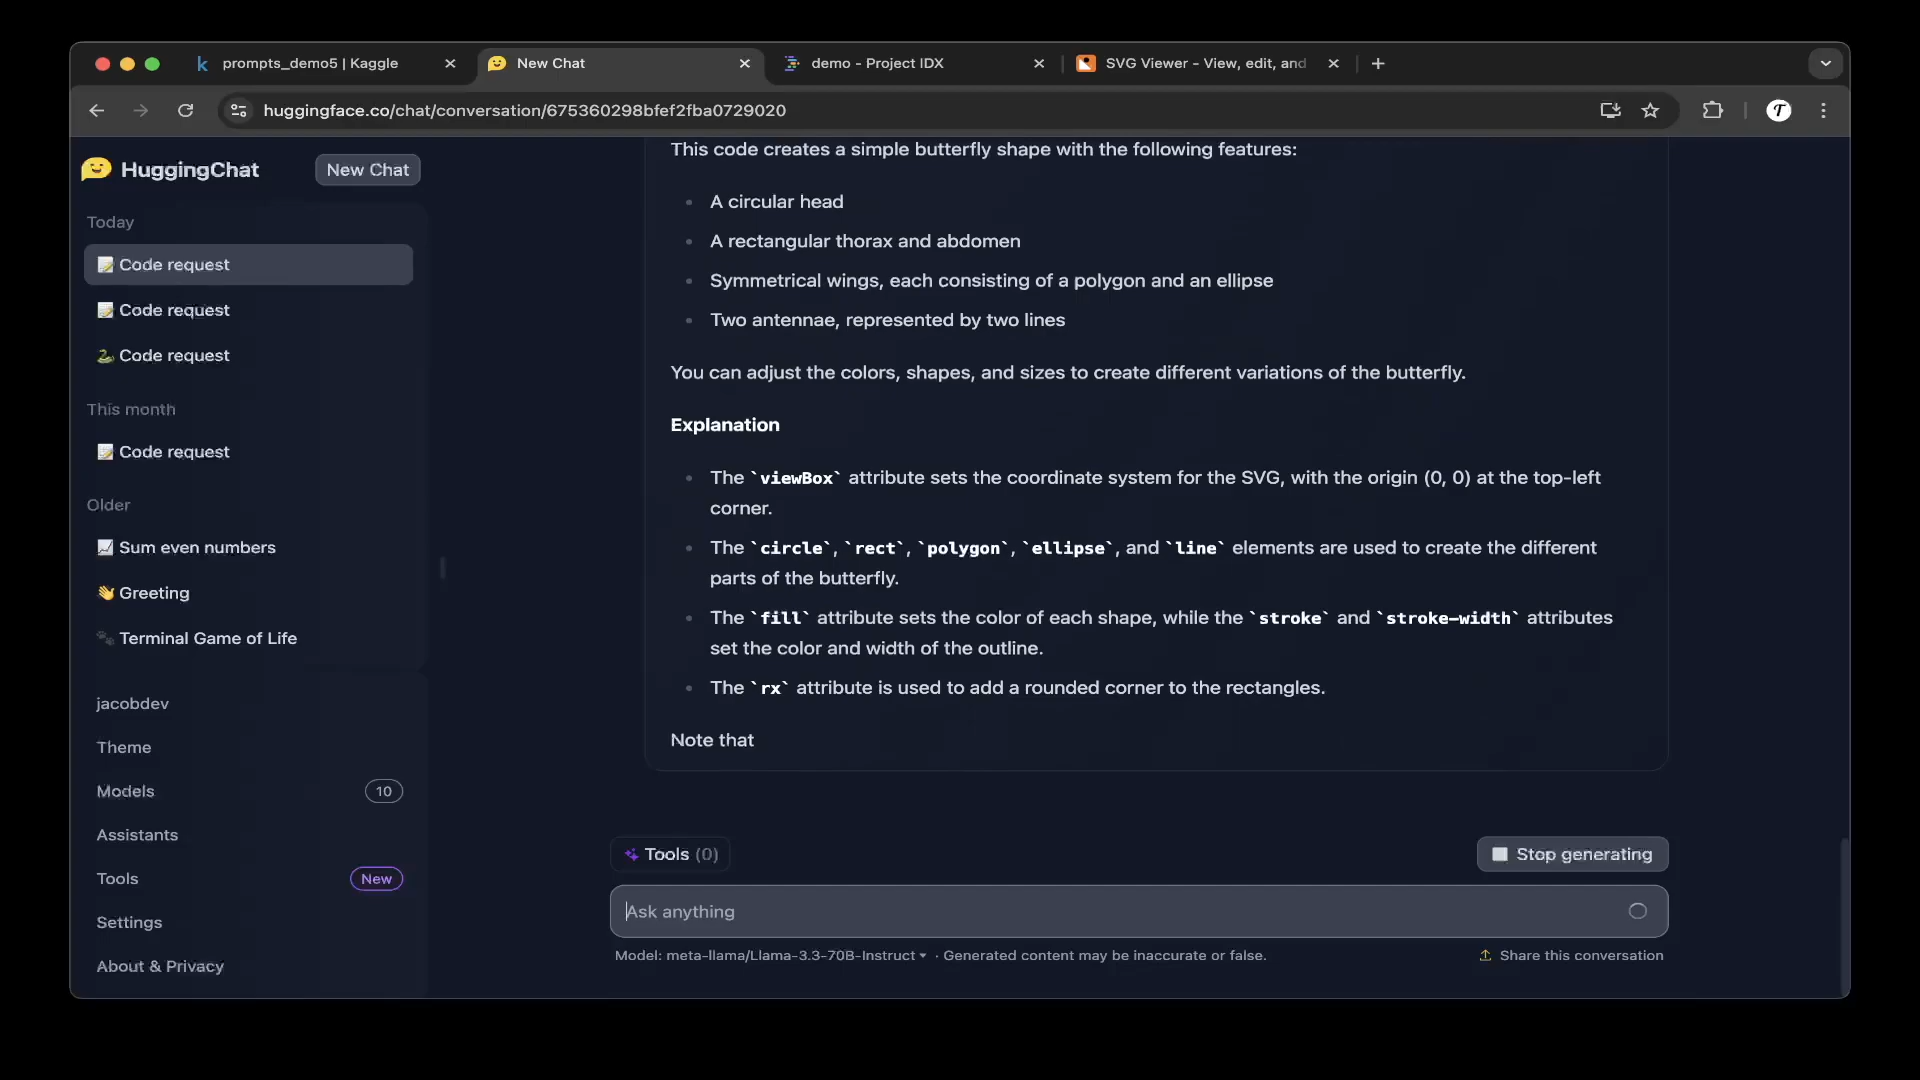 prompts_demo5 | Kaggle
New Chat
demo - Project IDX
SVG Viewer - View, edit, and
huggingface.co/chat/conversation/675360298bfef2fba0729020
HuggingChat
New Chat
Today
Code request
Code request
Code request
This month
Code request
Older
Sum even numbers
Greeting
Terminal Game of Life
jacobdev
Theme
Models
10
Assistants
Tools
New
Settings
About & Privacy
This code creates a simple butterfly shape with the following features:
A circular head
A rectangular thorax and abdomen
Symmetrical wings, each consisting of a polygon and an ellipse
Two antennae, represented by two lines
You can adjust the colors, shapes, and sizes to create different variations of the butterfly.
Explanation
The `viewBox` attribute sets the coordinate system for the SVG, with the origin (0, 0) at the top-left
corner.
The `circle`, `rect`, `polygon`, `ellipse`, and `line` elements are used to create the different
parts of the butterfly.
The `fill` attribute sets the color of each shape, while the `stroke` and `stroke-width` attributes
set the color and width of the outline.
The `rx` attribute is used to add a rounded corner to the rectangles.
Note that
Tools (0)
Stop generating
Ask anything
Model: meta-llama/Llama-3.3-70B-Instruct · Generated content may be inaccurate or false.
Share this conversation